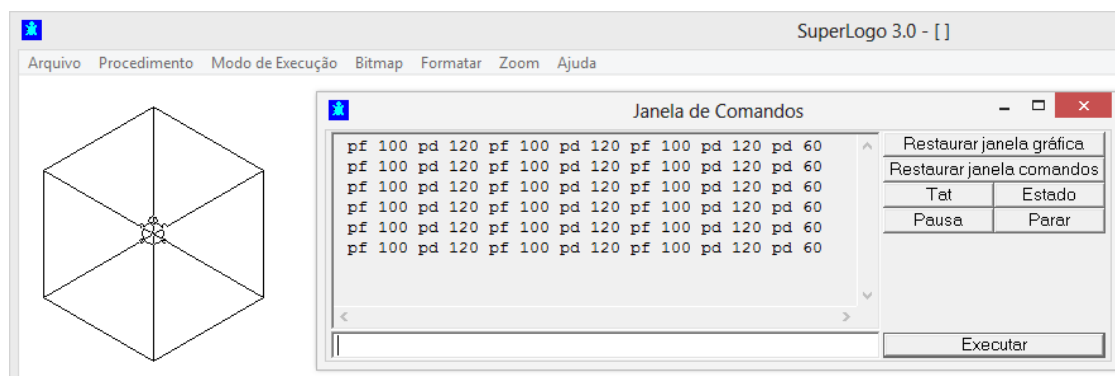 SuperLogo 3.0 - [ ]
Arquivo Procedimento Modo de Execução Bitmap Formatar Zoom Ajuda
Janela de Comandos
pf 100 pd 120 pf 100 pd 120 pf 100 pd 120 pd 60
pf 100 pd 120 pf 100 pd 120 pf 100 pd 120 pd 60
pf 100 pd 120 pf 100 pd 120 pf 100 pd 120 pd 60
pf 100 pd 120 pf 100 pd 120 pf 100 pd 120 pd 60
pf 100 pd 120 pf 100 pd 120 pf 100 pd 120 pd 60
pf 100 pd 120 pf 100 pd 120 pf 100 pd 120 pd 60
Restaurar janela gráfica
Restaurar janela comandos
Tat Estado
Pausa Parar
Executar